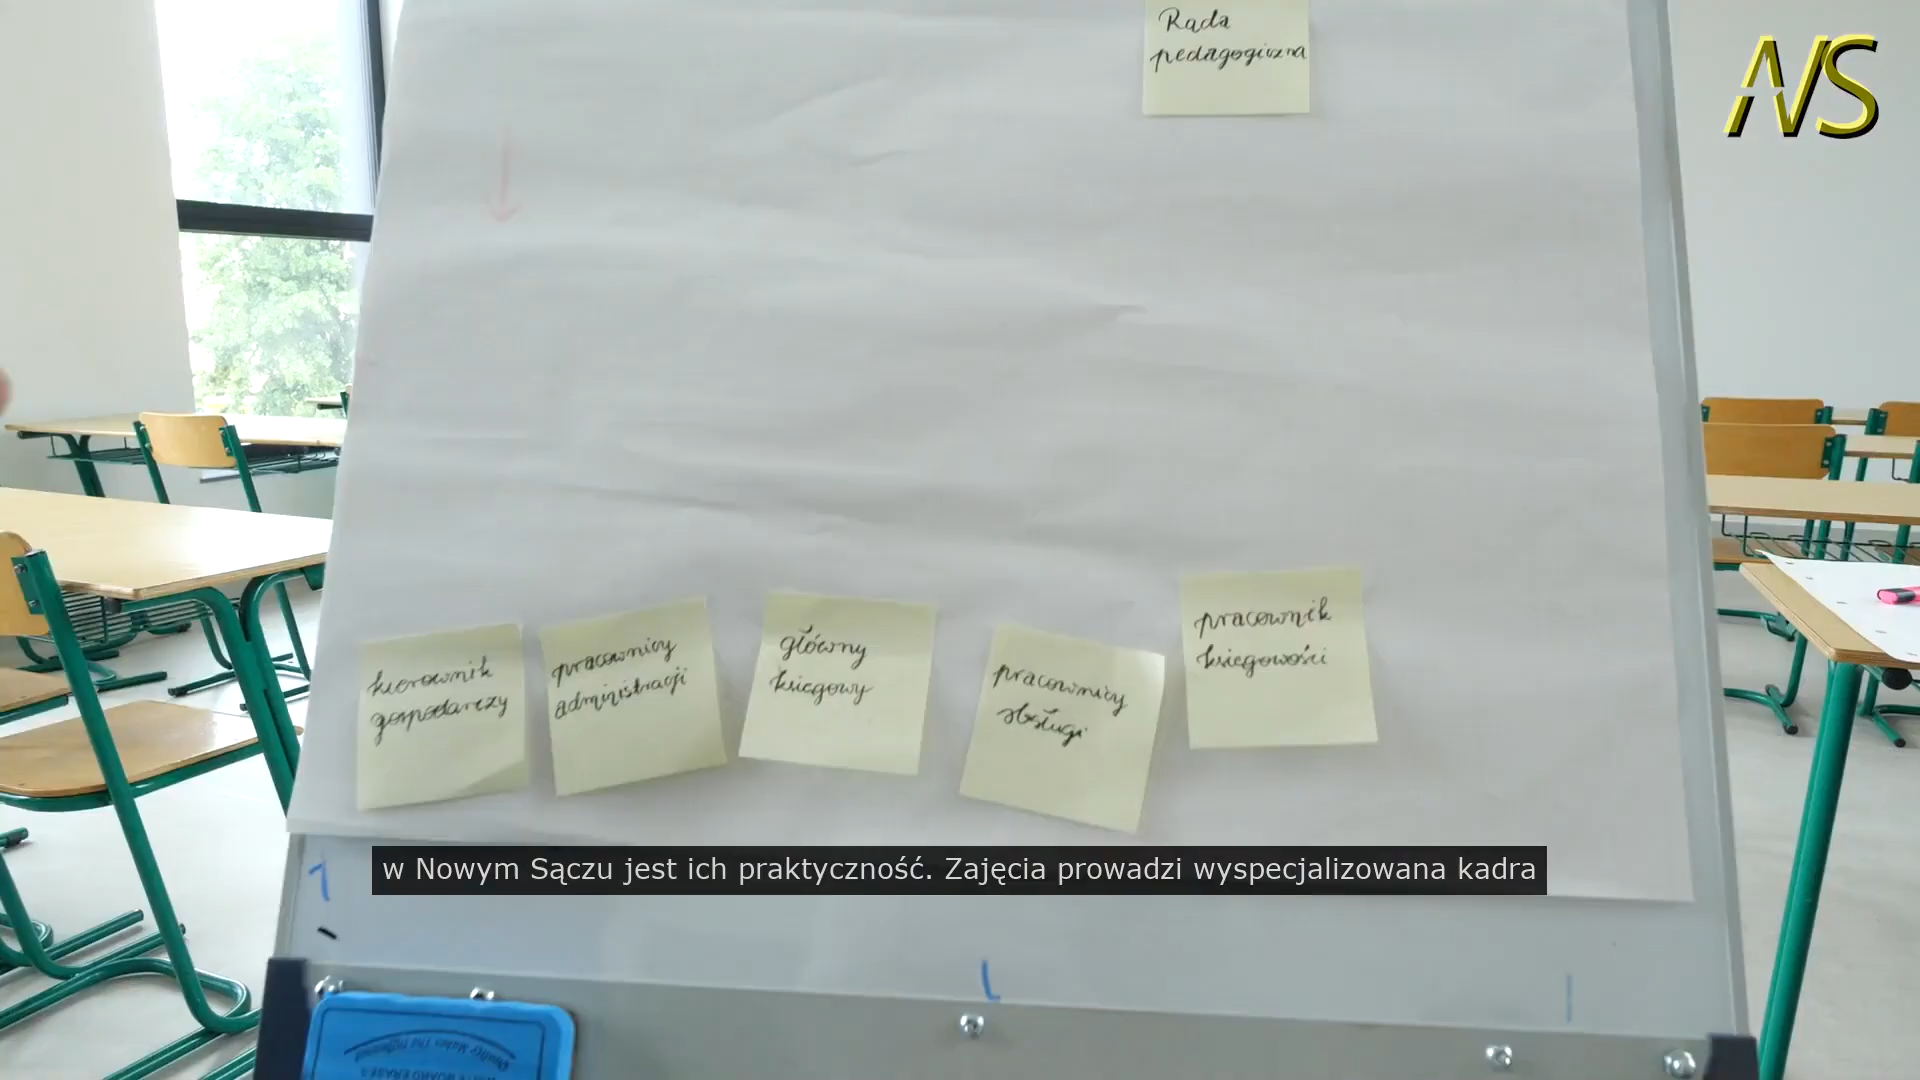 Rada
pedagogiczna
NS
kierownik
gospodarczy
pracownicy
administracji
główny
księgowy
pracownicy
obsługi
pracownik
księgowości
w Nowym Sączu jest ich praktyczność. Zajęcia prowadzi wyspecjalizowana kadra